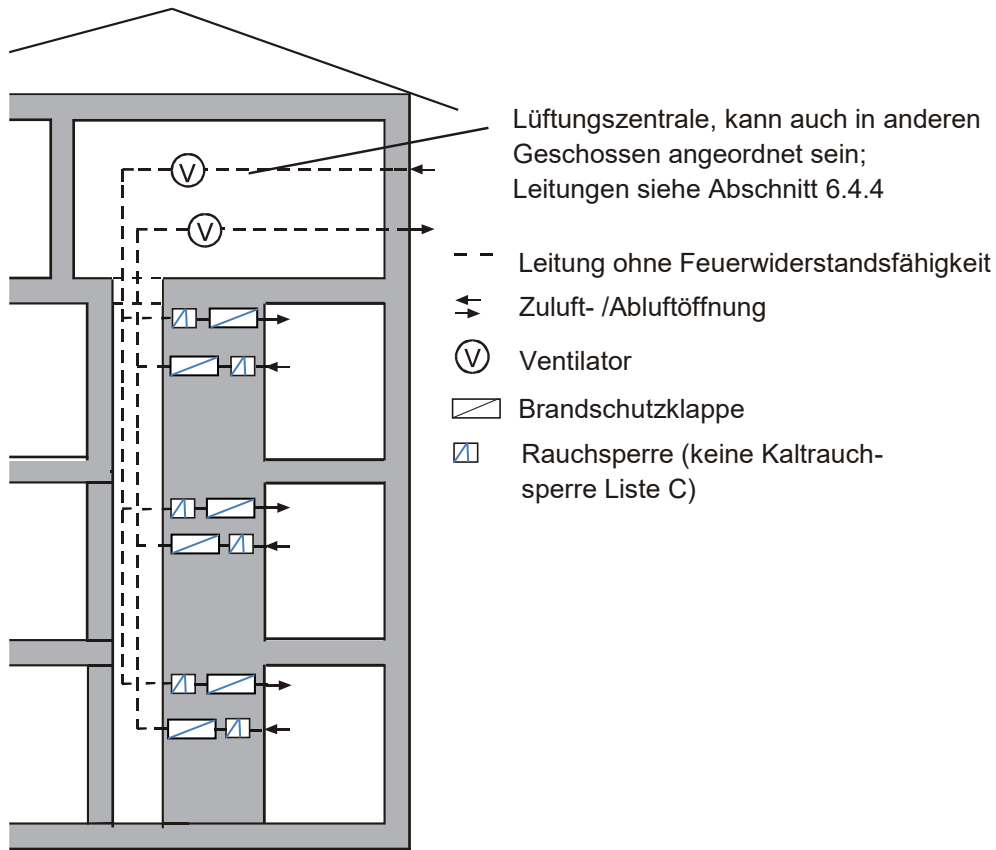 Lüftungszentrale, kann auch in anderen
Geschossen angeordnet sein;
Leitungen siehe Abschnitt 6.4.4
V
V
Leitung ohne Feuerwiderstandsfähigkeit
Zuluft- /Abluftöffnung
V
Ventilator
Brandschutzklappe
Rauchsperre (keine Kaltrauch-
sperre Liste C)